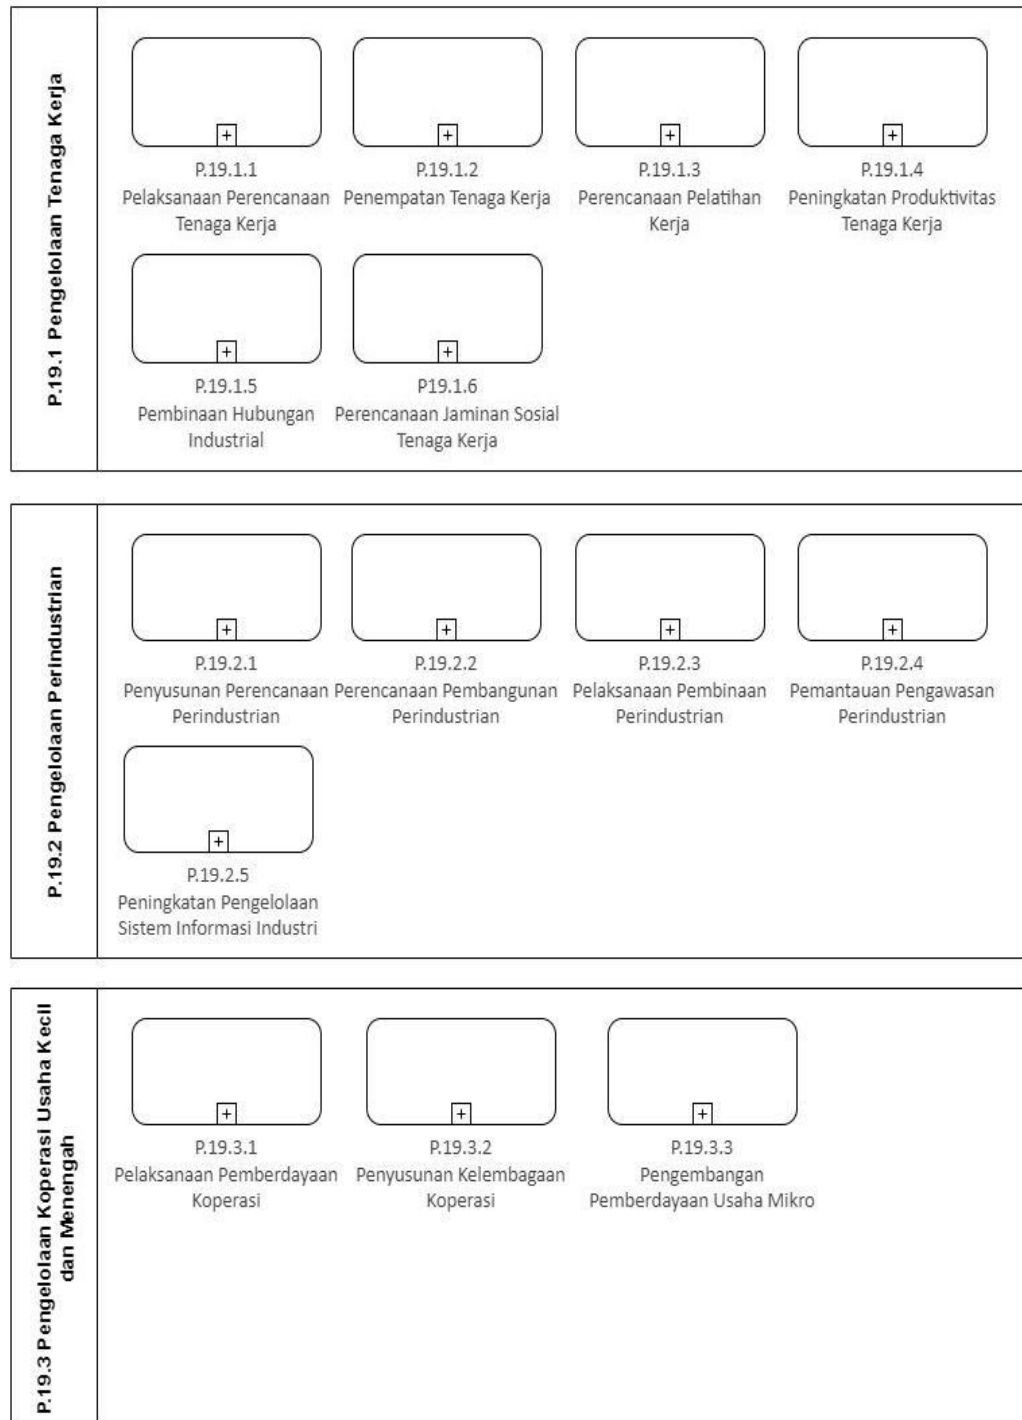 P.19.1 Pengelolaan Tenaga Kerja
P.19.1.1
Pelaksanaan Perencanaan
Tenaga Kerja
P.19.1.2
Penempatan Tenaga Kerja
P.19.1.3
Perencanaan Pelatihan
Kerja
P.19.1.4
Peningkatan Produktivitas
Tenaga Kerja
P.19.1.5
Pembinaan Hubungan
Industrial
P19.1.6
Perencanaan Jaminan Sosial
Tenaga Kerja
P.19.2 Pengelolaan Perindustrian
P.19.2.1
Penyusunan Perencanaan
Perindustrian
P.19.2.2
Perencanaan Pembangunan
Perindustrian
P.19.2.3
Pelaksanaan Pembinaan
Perindustrian
P.19.2.4
Pemantauan Pengawasan
Perindustrian
P.19.2.5
Peningkatan Pengelolaan
Sistem Informasi Industri
P.19.3 Pengelolaan Koperasi Usaha Kecil
dan Menengah
P.19.3.1
Pelaksanaan Pemberdayaan
Koperasi
P.19.3.2
Penyusunan Kelembagaan
Koperasi
P.19.3.3
Pengembangan
Pemberdayaan Usaha Mikro